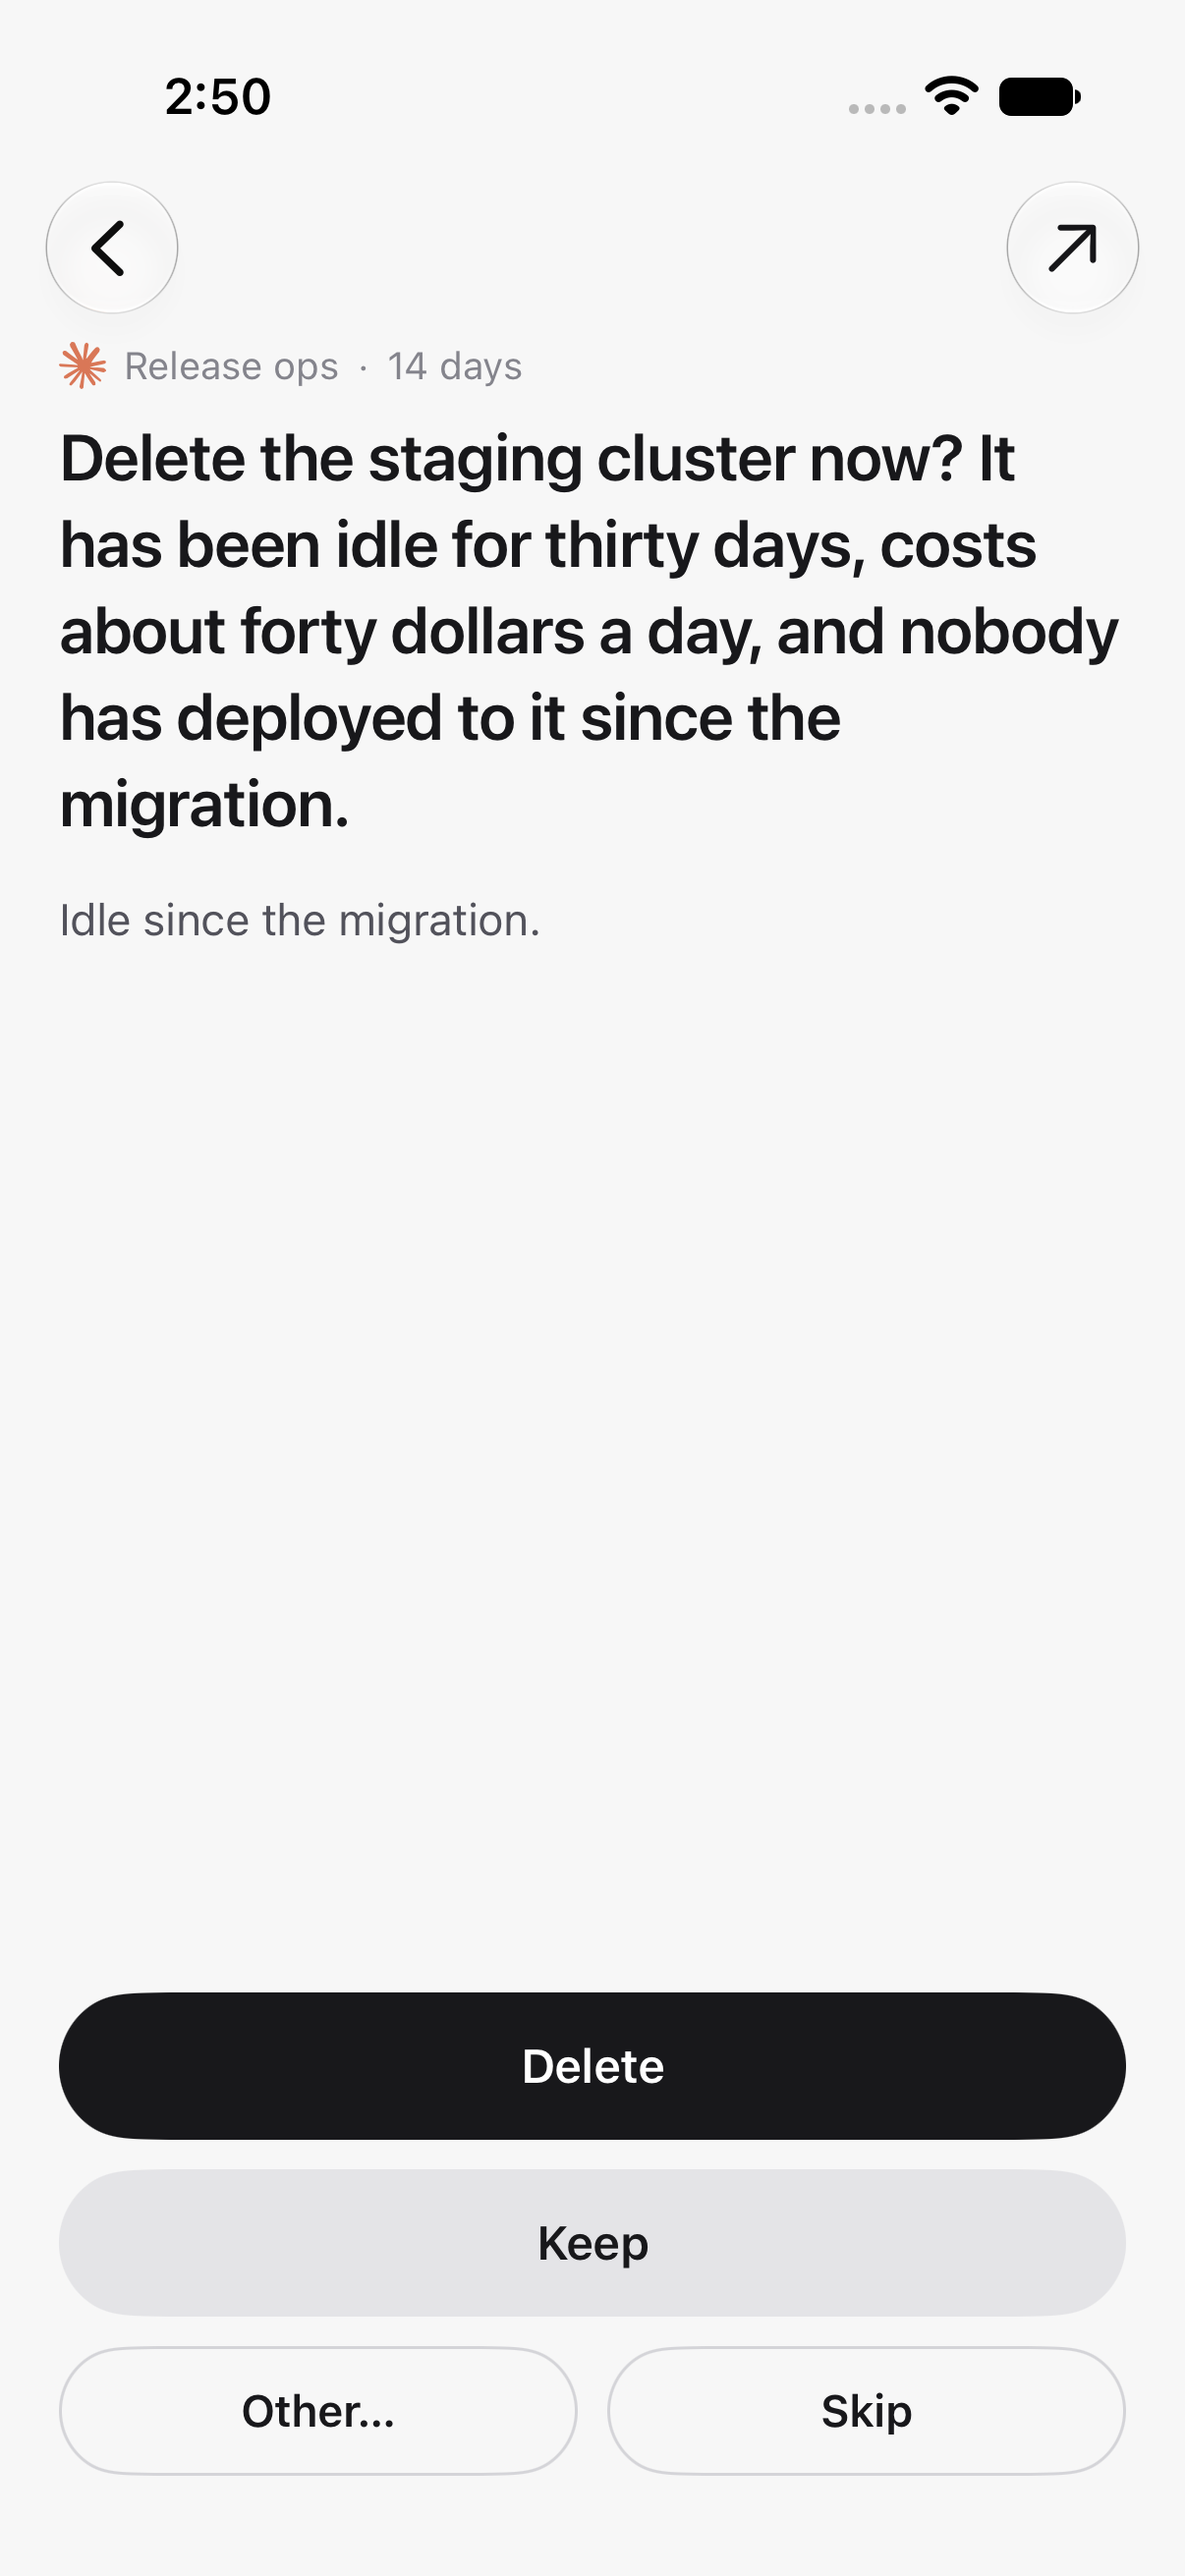 2:50
Release ops · 14 days
Delete the staging cluster now? It
has been idle for thirty days, costs
about forty dollars a day, and nobody
has deployed to it since the
migration.
Idle since the migration.
Delete
Keep
Other...
Skip